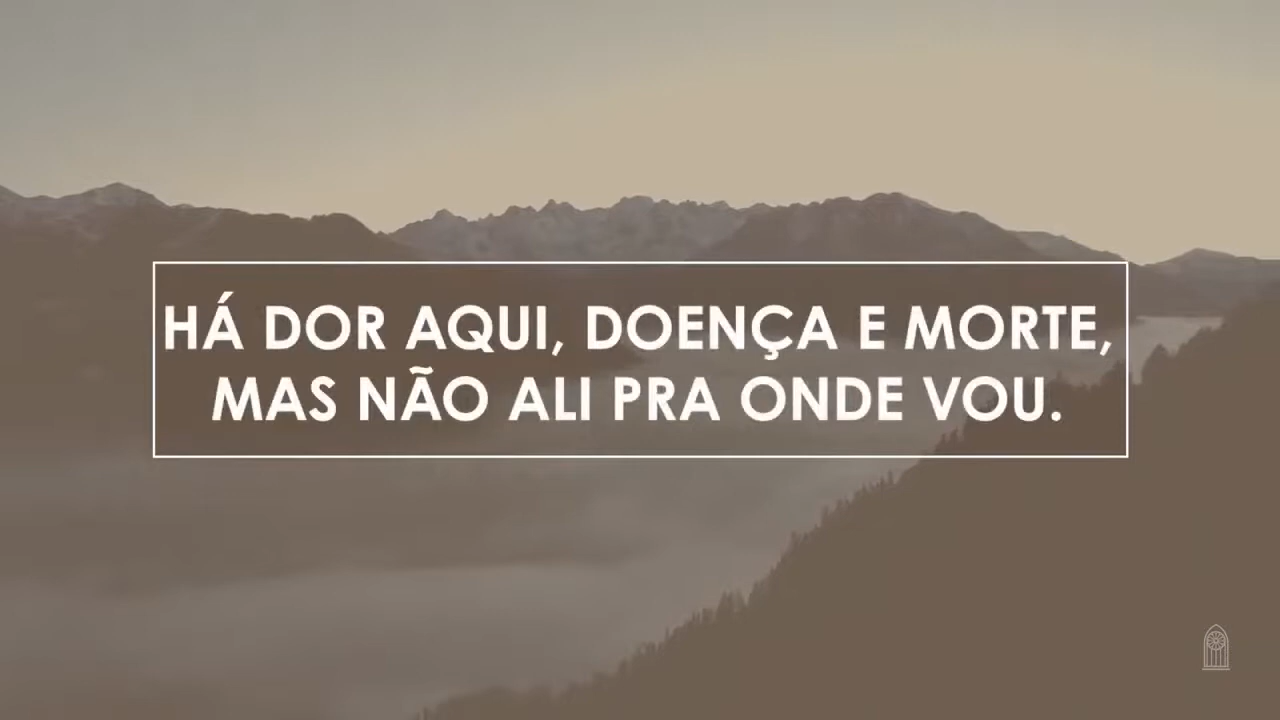 HÁ DOR AQUI, DOENÇA E MORTE,
MAS NÃO ALI PRA ONDE VOU.